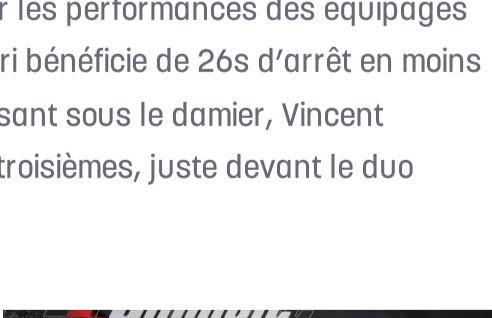 r les performances des équipages
ri bénéficie de 26s d’arrêt en moins
sant sous le damier, Vincent
troisièmes, juste devant le duo